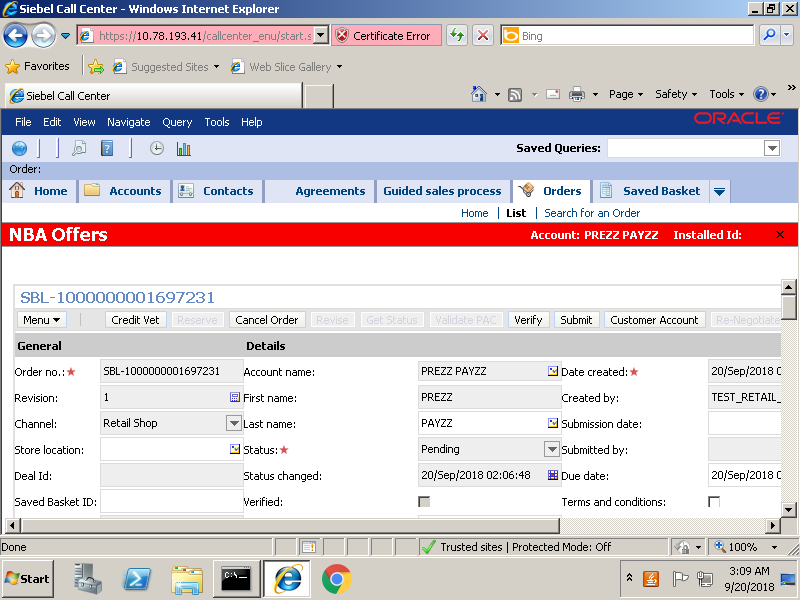 Siebel Call Center - Windows Internet Explorer
https://10.78.193.41/callcenter_enu/start.s
Certificate Error
Bing
Favorites
Suggested Sites
Web Slice Gallery
Siebel Call Center
Page
Safety
Tools
File Edit View Navigate Query Tools Help
ORACLE
Saved Queries:
Order:
Home Accounts Contacts Agreements Guided sales process Orders Saved Basket
Home | List | Search for an Order
NBA Offers Account: PREZZ PAYZZ Installed Id:
SBL-1000000001697231
Menu Credit Vet Reserve Cancel Order Revise Get Status Validate PAC Verify Submit Customer Account Re-Negotiate
General Details
Order no.: SBL-1000000001697231 Account name: PREZZ PAYZZ Date created: 20/Sep/2018 0
Revision: 1 First name: PREZZ Created by: TEST_RETAIL_
Channel: Retail Shop Last name: PAYZZ Submission date:
Store location: Status: Pending Submitted by:
Deal Id: Status changed: 20/Sep/2018 02:06:48 Due date: 20/Sep/2018 0
Saved Basket ID: Verified: Terms and conditions:
Done Trusted sites | Protected Mode: Off 100%
Start
3:09 AM
9/20/2018